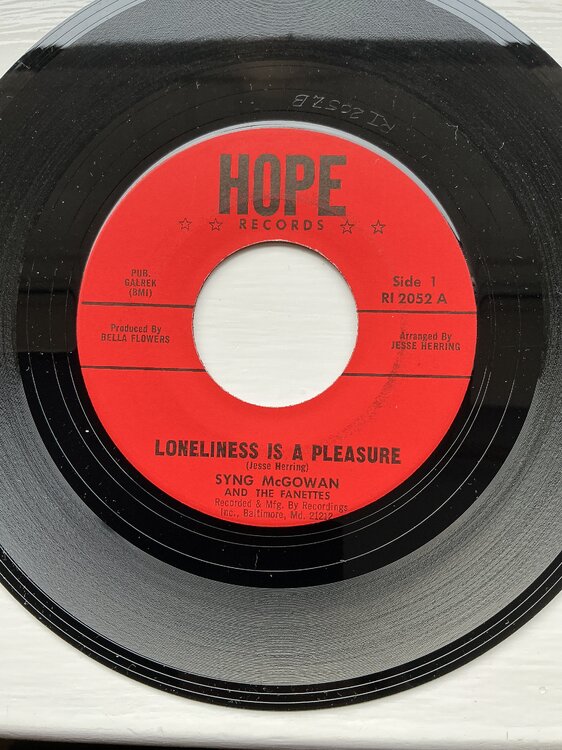 RI 2052 B
HOPE
RECORDS
PUB.
GALREK
(BMI)
Side 1
RI 2052 A
Produced By
BELLA FLOWERS
Arranged By
JESSE HERRING
LONELINESS IS A PLEASURE
(Jesse Herring)
SYNG McGOWAN
AND THE FANETTES
Recorded & Mfg. By Recordings
Inc., Baltimore, Md. 21212